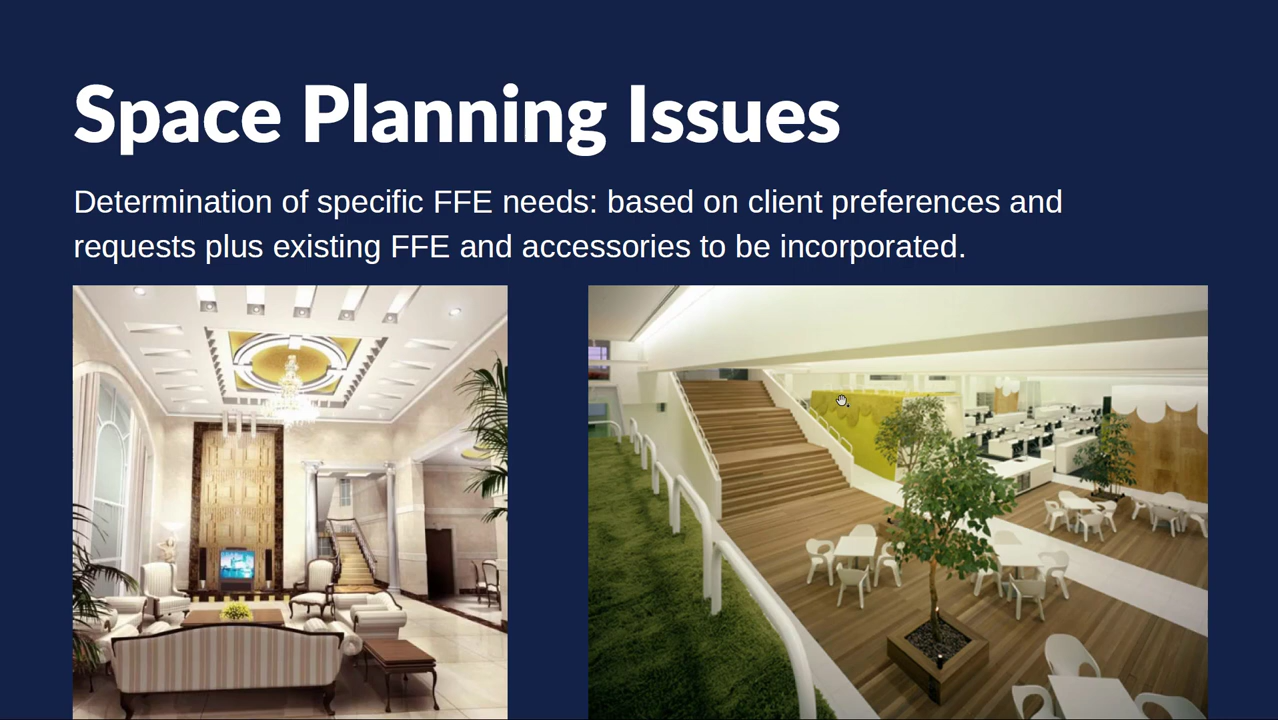 Space Planning Issues
Determination of specific FFE needs: based on client preferences and
requests plus existing FFE and accessories to be incorporated.